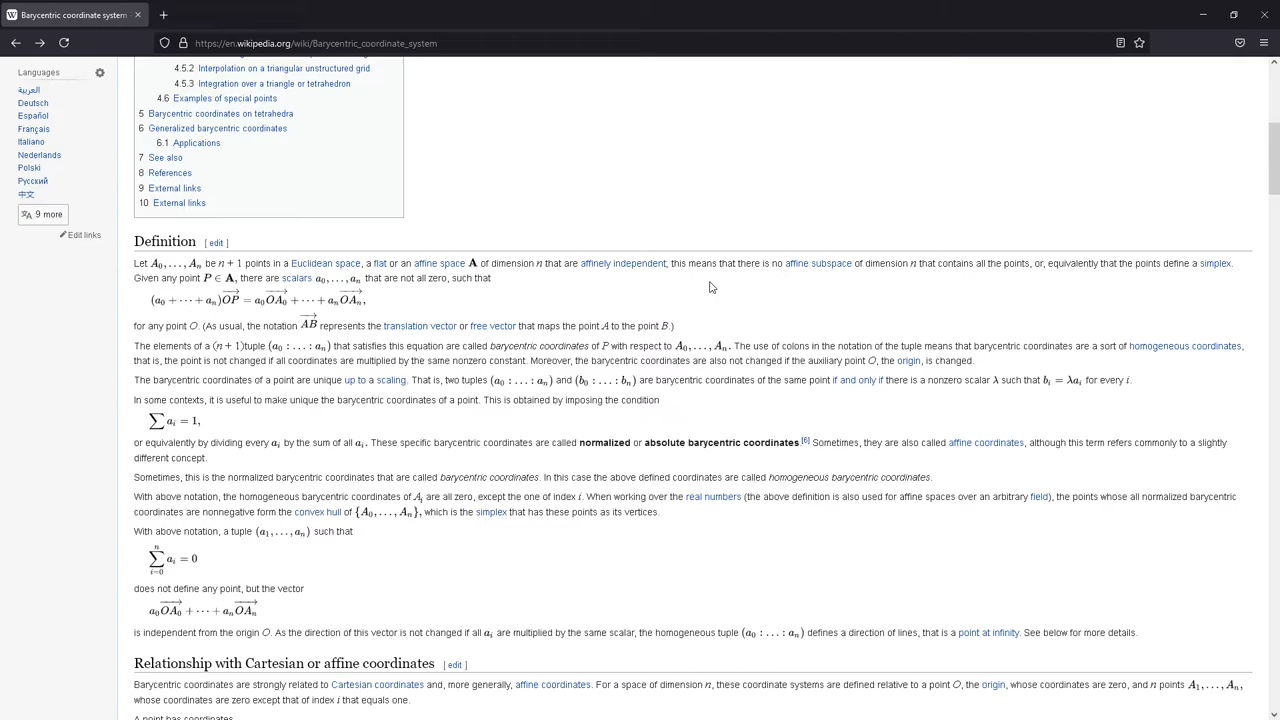 Barycentric coordinate system
https://en.wikipedia.org/wiki/Barycentric_coordinate_system
Languages
العربية
Deutsch
Español
Français
Italiano
Nederlands
Polski
Русский
中文
9 more
Edit links
4.5.2 Interpolation on a triangular unstructured grid
4.5.3 Integration over a triangle or tetrahedron
4.6 Examples of special points
5 Barycentric coordinates on tetrahedra
6 Generalized barycentric coordinates
6.1 Applications
7 See also
8 References
9 External links
10 External links
Definition [ edit ]
Let A₀, . . . , Aₙ be n + 1 points in a Euclidean space, a flat or an affine space A of dimension n that are affinely independent; this means that there is no affine subspace of dimension n that contains all the points, or, equivalently that the points define a simplex.
Given any point P ∈ A, there are scalars a₀, . . . , aₙ that are not all zero, such that
(a₀ + ⋯ + aₙ)OP→ = a₀OA₀→ + ⋯ + aₙOAₙ→,
for any point O. (As usual, the notation AB→ represents the translation vector or free vector that maps the point A to the point B.)
The elements of a (n + 1)tuple (a₀ : . . . : aₙ) that satisfies this equation are called barycentric coordinates of P with respect to A₀, . . . , Aₙ. The use of colons in the notation of the tuple means that barycentric coordinates are a sort of homogeneous coordinates,
that is, the point is not changed if all coordinates are multiplied by the same nonzero constant. Moreover, the barycentric coordinates are also not changed if the auxiliary point O, the origin, is changed.
The barycentric coordinates of a point are unique up to a scaling. That is, two tuples (a₀ : . . . : aₙ) and (b₀ : . . . : bₙ) are barycentric coordinates of the same point if and only if there is a nonzero scalar λ such that bᵢ = λaᵢ for every i.
In some contexts, it is useful to make unique the barycentric coordinates of a point. This is obtained by imposing the condition
∑ aᵢ = 1,
or equivalently by dividing every aᵢ by the sum of all aᵢ. These specific barycentric coordinates are called normalized or absolute barycentric coordinates.[6] Sometimes, they are also called affine coordinates, although this term refers commonly to a slightly
different concept.
Sometimes, this is the normalized barycentric coordinates that are called barycentric coordinates. In this case the above defined coordinates are called homogeneous barycentric coordinates.
With above notation, the homogeneous barycentric coordinates of Aᵢ are all zero, except the one of index i. When working over the real numbers (the above definition is also used for affine spaces over an arbitrary field), the points whose all normalized barycentric
coordinates are nonnegative form the convex hull of {A₀, . . . , Aₙ}, which is the simplex that has these points as its vertices.
With above notation, a tuple (a₁, . . . , aₙ) such that
n
∑ aᵢ = 0
i=0
does not define any point, but the vector
a₀OA₀→ + ⋯ + aₙOAₙ→
is independent from the origin O. As the direction of this vector is not changed if all aᵢ are multiplied by the same scalar, the homogeneous tuple (a₀ : . . . : aₙ) defines a direction of lines, that is a point at infinity. See below for more details.
Relationship with Cartesian or affine coordinates [ edit ]
Barycentric coordinates are strongly related to Cartesian coordinates and, more generally, affine coordinates. For a space of dimension n, these coordinate systems are defined relative to a point O, the origin, whose coordinates are zero, and n points A₁, . . . , Aₙ,
whose coordinates are zero except that of index i that equals one.
A point has coordinates